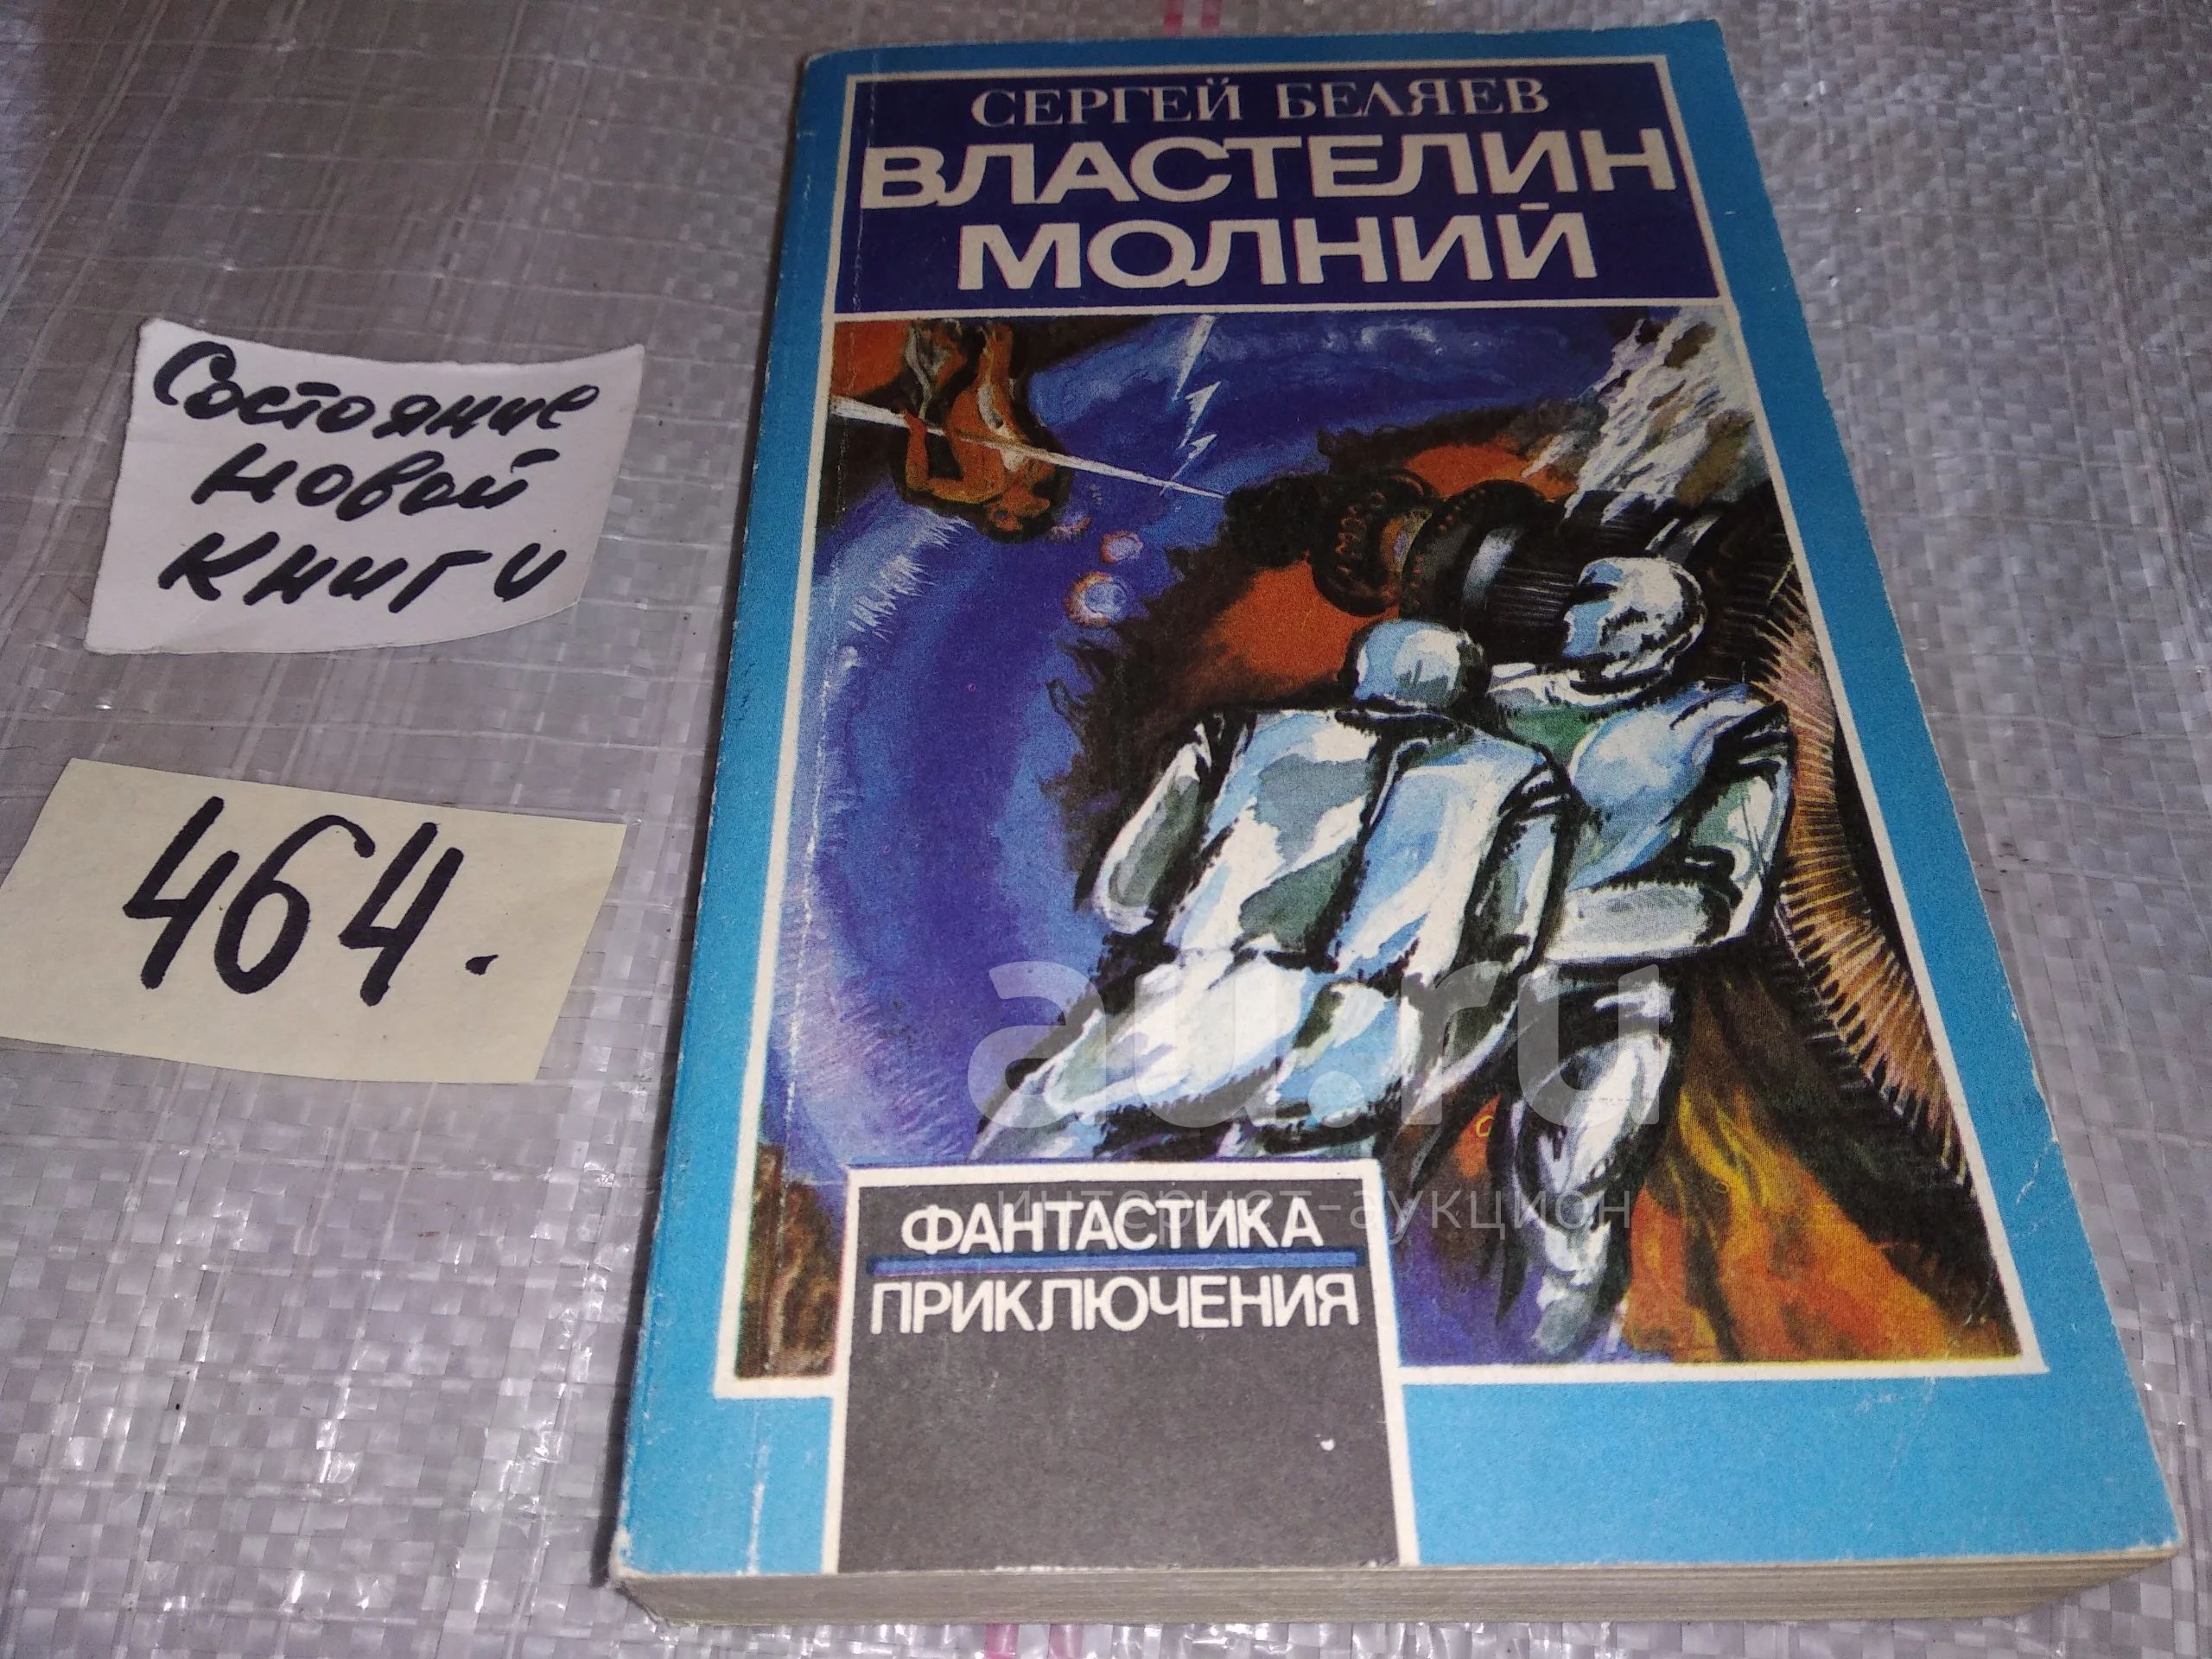 СЕРГЕЙ БЕЛЯЕВ
ВЛАСТЕЛИН
МОЛНИЙ
Состояние
новой
книги
464.
au.ru
интернет-аукцион
ФАНТАСТИКА
ПРИКЛЮЧЕНИЯ